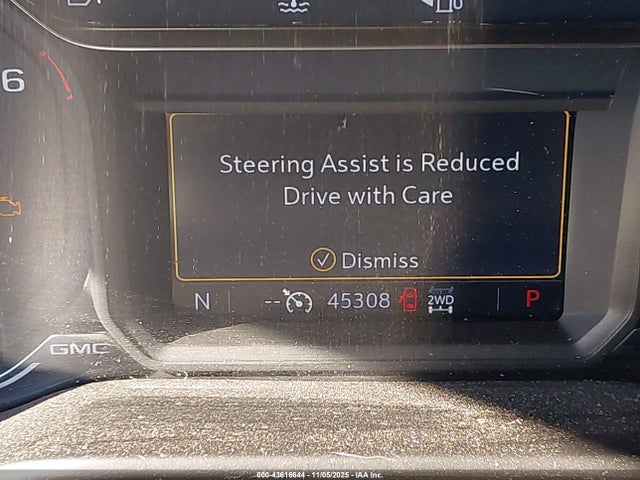 6
Steering Assist is Reduced
Drive with Care
Dismiss
N -- 45308 2WD P
GMC
000-43616644 - 11/05/2025 - IAA Inc.